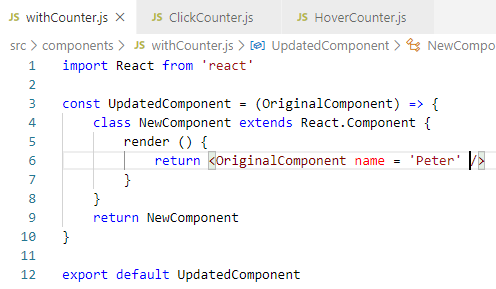 JS withCounter.js × JS ClickCounter.js JS HoverCounter.js
src > components > JS withCounter.js > UpdatedComponent > NewCompo
1 import React from 'react'
2
3 const UpdatedComponent = (OriginalComponent) => {
4 class NewComponent extends React.Component {
5 render () {
6 return <OriginalComponent name = 'Peter' />
7 }
8 }
9 return NewComponent
10 }
11
12 export default UpdatedComponent